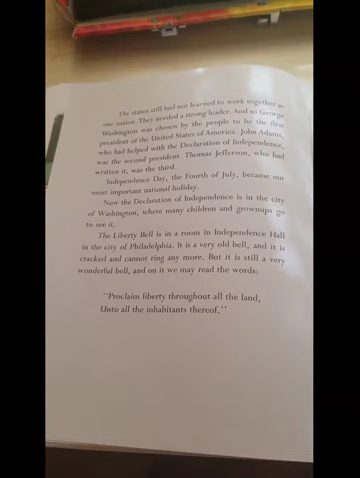 The states still had not learned to work together as
one nation. They needed a strong leader. And so George
Washington was chosen by the people to be the first
president of the United States of America. John Adams,
who had helped with the Declaration of Independence,
was the second president. Thomas Jefferson, who had
written it, was the third.
Independence Day, the Fourth of July, became our
most important national holiday.
Now the Declaration of Independence is in the city
of Washington, where many children and grownups go
to see it.
The Liberty Bell is in a room in Independence Hall
in the city of Philadelphia. It is a very old bell, and it is
cracked and cannot ring any more. But it is still a very
wonderful bell, and on it we may read the words:
“Proclaim liberty throughout all the land,
Unto all the inhabitants thereof.”